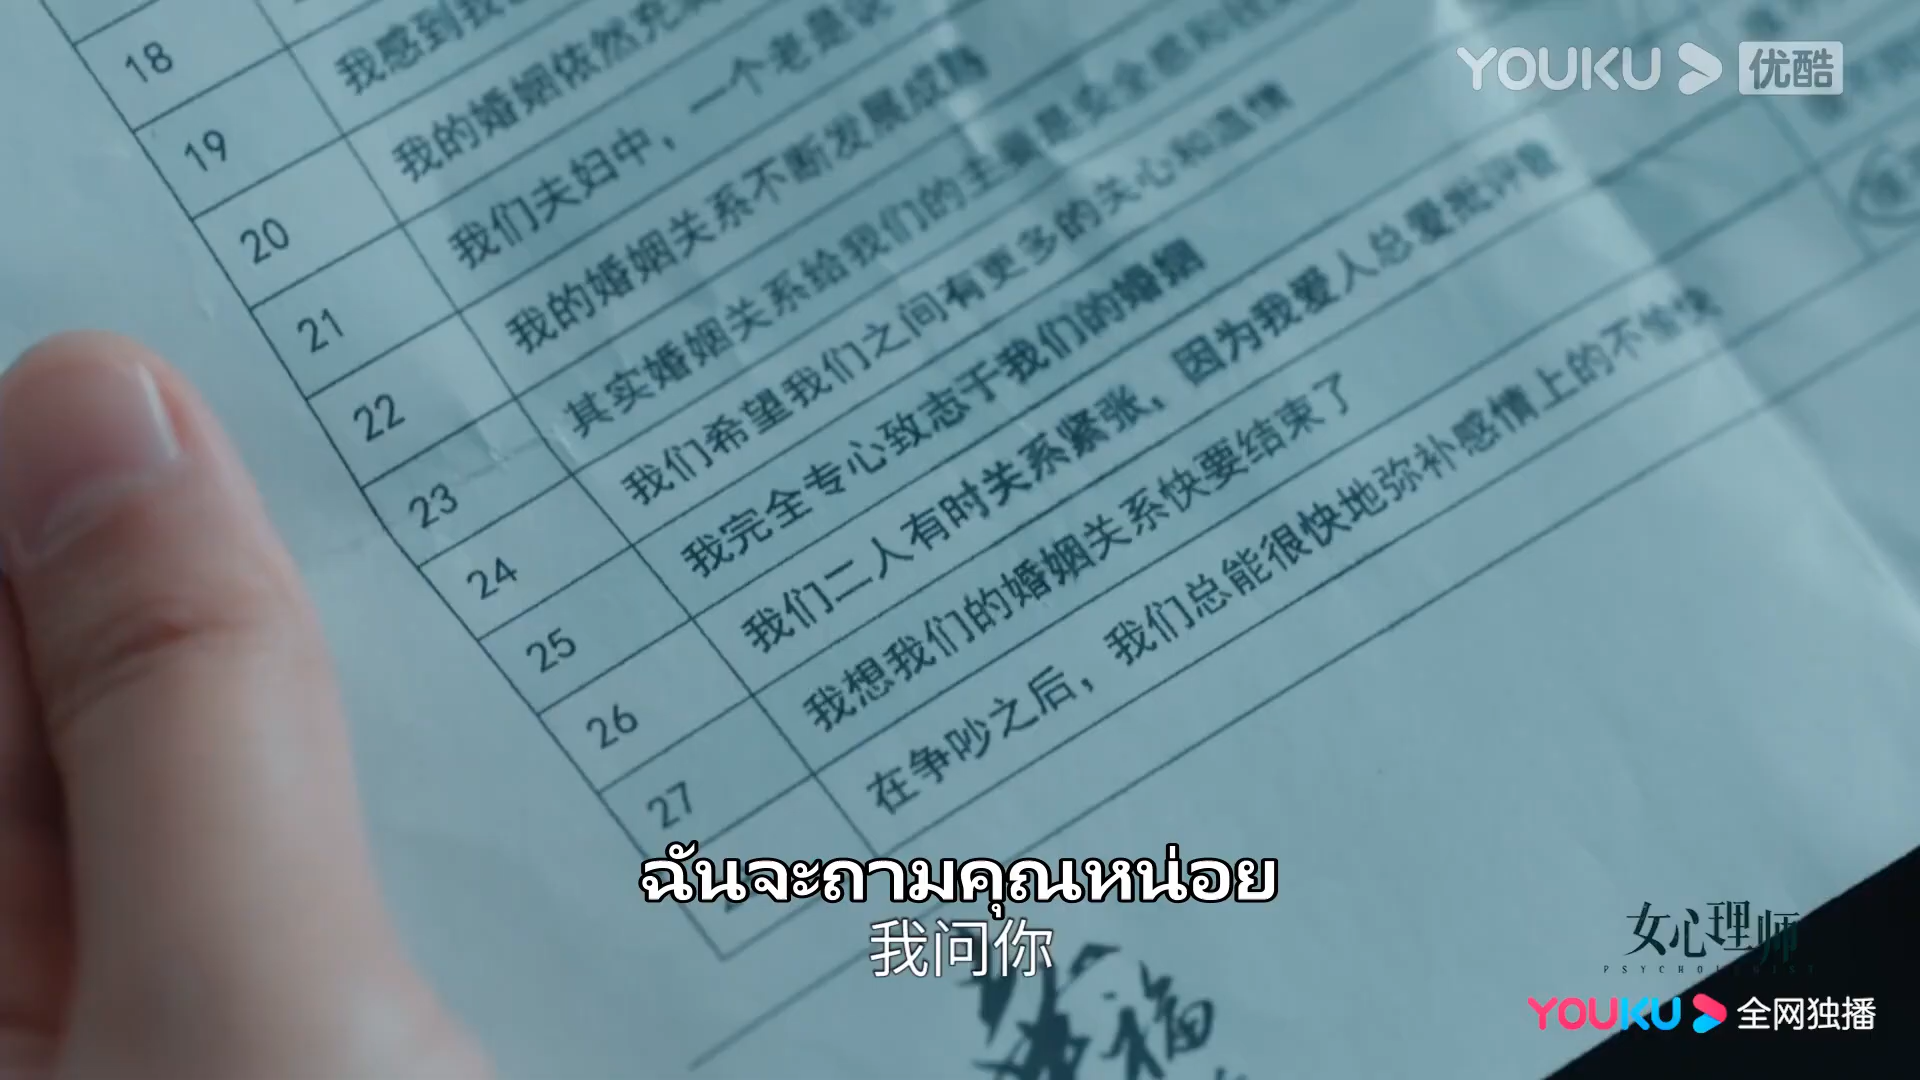 YOUKU 优酷
18
我感到我
19
我的婚姻依然充满
20
我们夫妇中，一个老是说
21
我的婚姻关系不断发展成熟
22
其实婚姻关系给我们的主要是安全感和
23
我们希望我们之间有更多的关心和温情
24
我完全专心致志于我们的婚姻
25
我们二人有时关系紧张，因为我爱人总爱批评我
26
我想我们的婚姻关系快要结束了
27
在争吵之后，我们总能很快地弥补感情上的不愉快
ฉันจะถามคุณหน่อย
我问你
幸福
女心理师
PSYCHOLOGIST
YOUKU 全网独播